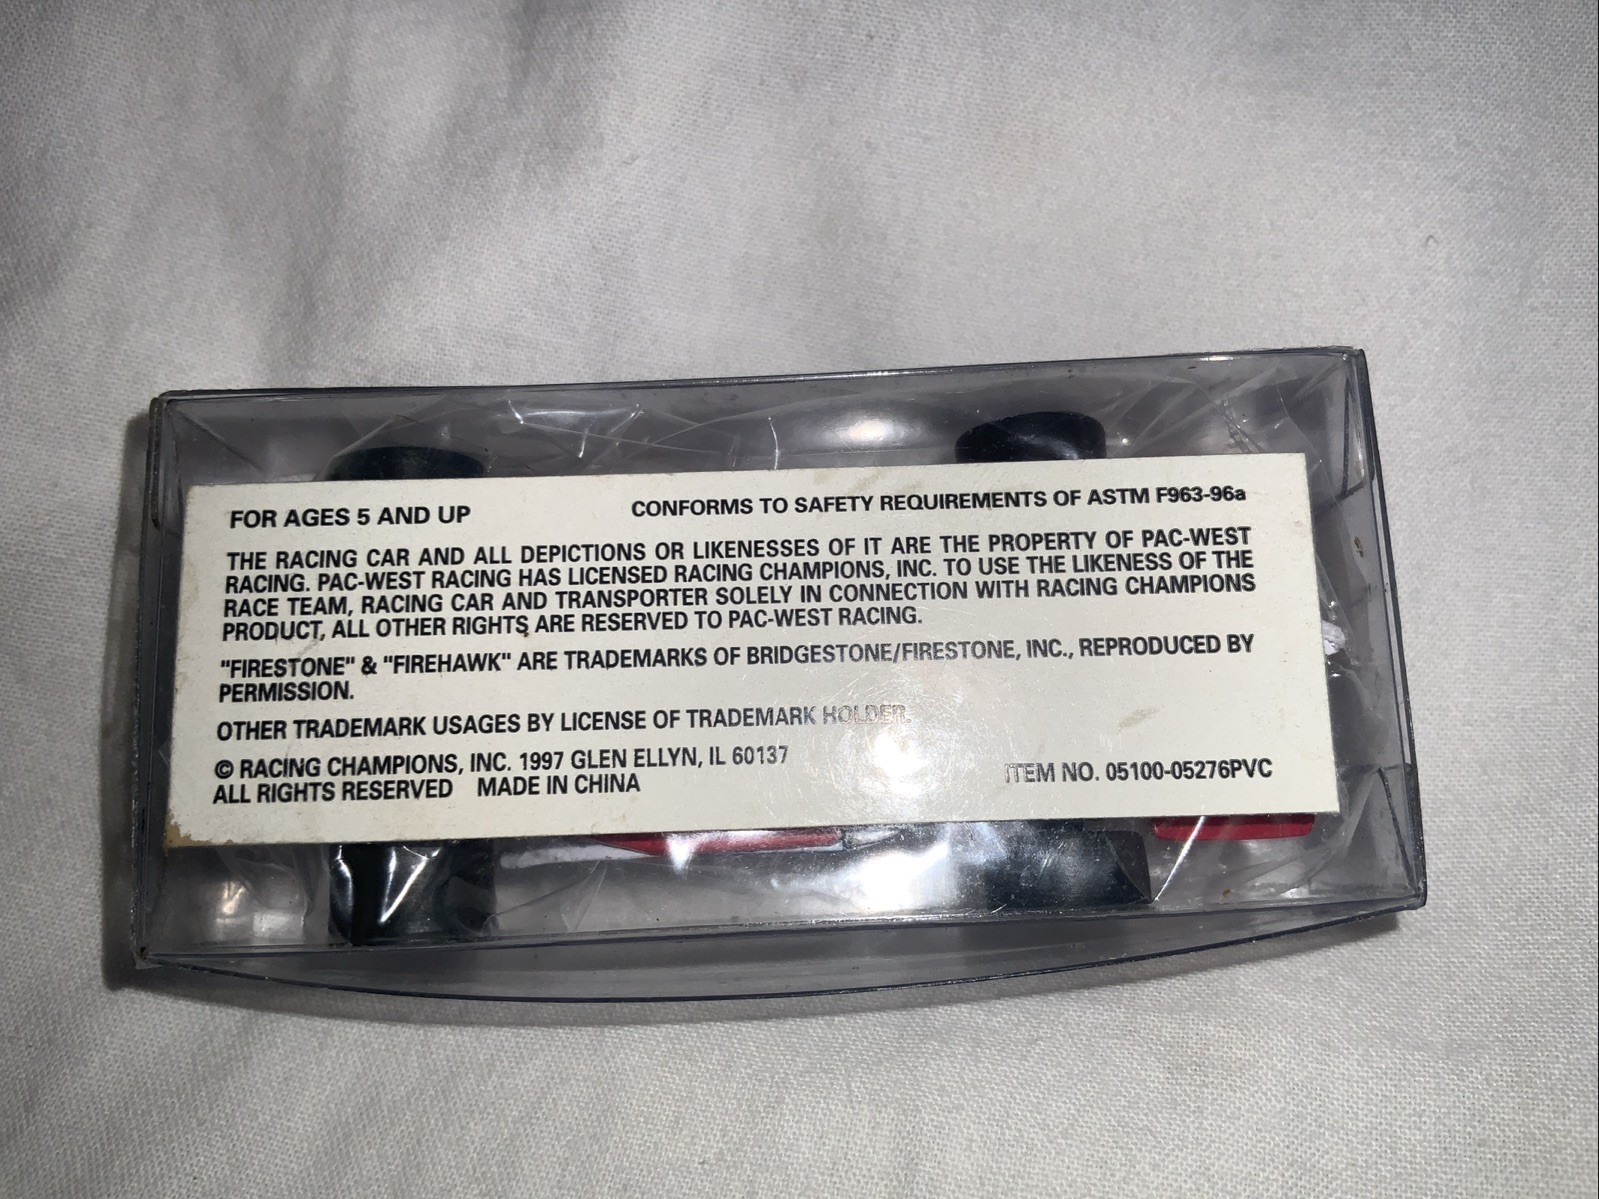 FOR AGES 5 AND UP
CONFORMS TO SAFETY REQUIREMENTS OF ASTM F963-96a
THE RACING CAR AND ALL DEPICTIONS OR LIKENESSES OF IT ARE THE PROPERTY OF PAC-WEST
RACING. PAC-WEST RACING HAS LICENSED RACING CHAMPIONS, INC. TO USE THE LIKENESS OF THE
RACE TEAM, RACING CAR AND TRANSPORTER SOLELY IN CONNECTION WITH RACING CHAMPIONS
PRODUCT, ALL OTHER RIGHTS ARE RESERVED TO PAC-WEST RACING.
"FIRESTONE" & "FIREHAWK" ARE TRADEMARKS OF BRIDGESTONE/FIRESTONE, INC., REPRODUCED BY
PERMISSION.
OTHER TRADEMARK USAGES BY LICENSE OF TRADEMARK HOLDER.
© RACING CHAMPIONS, INC. 1997 GLEN ELLYN, IL 60137
ALL RIGHTS RESERVED MADE IN CHINA
ITEM NO. 05100-05276PVC